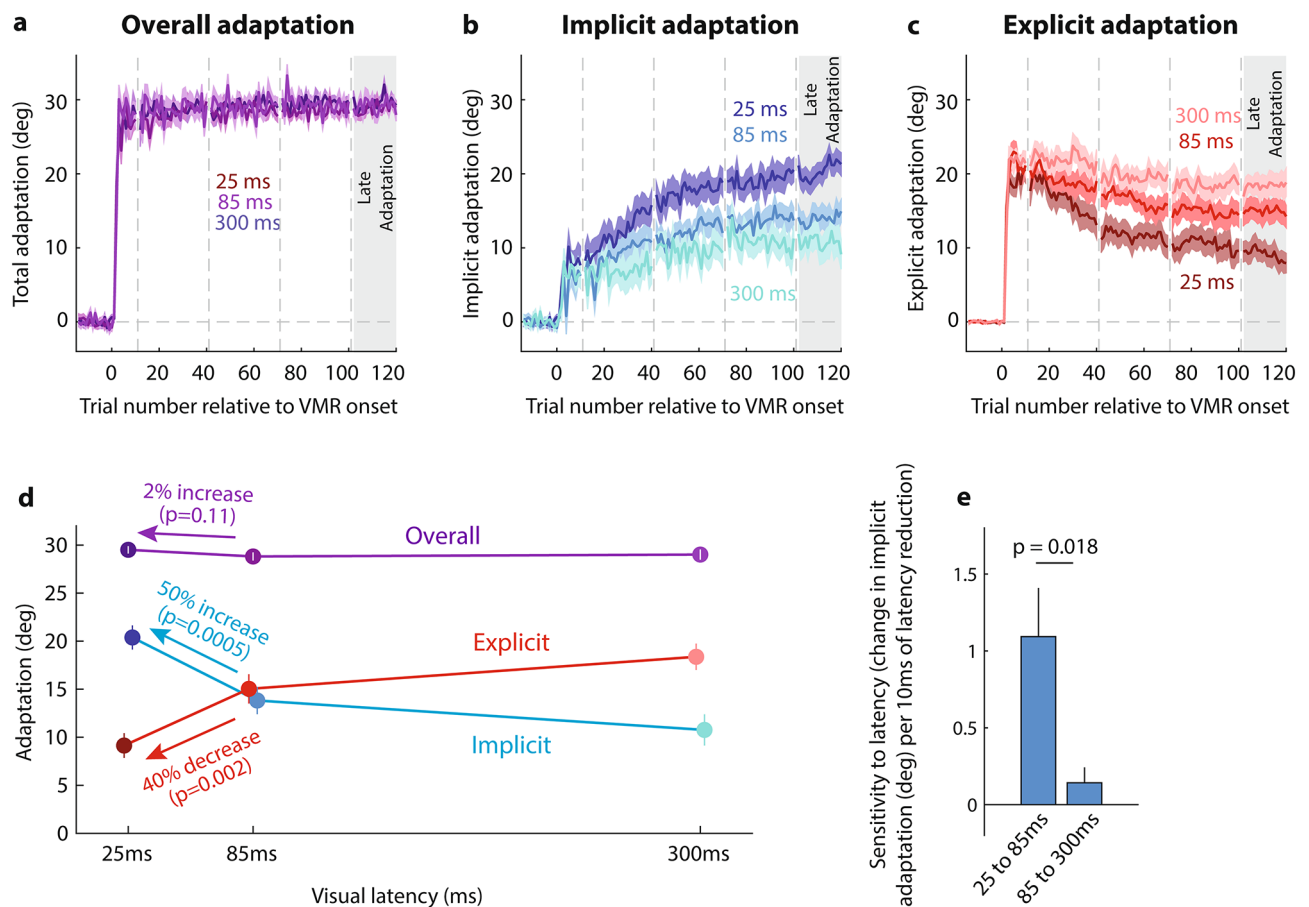 a Overall adaptation
Total adaptation (deg)
30
20
10
0
25 ms
85 ms
300 ms
Late
Adaptation
0 20 40 60 80 100 120
Trial number relative to VMR onset
b Implicit adaptation
Implicit adaptation (deg)
30
20
10
0
25 ms
85 ms
300 ms
Late
Adaptation
0 20 40 60 80 100 120
Trial number relative to VMR onset
c Explicit adaptation
Explicit adaptation (deg)
30
20
10
0
300 ms
85 ms
25 ms
Late
Adaptation
0 20 40 60 80 100 120
Trial number relative to VMR onset
d
Adaptation (deg)
30
25
20
15
10
5
0
2% increase
(p=0.11)
Overall
50% increase
(p=0.0005)
Explicit
40% decrease
(p=0.002)
Implicit
25ms 85ms 300ms
Visual latency (ms)
e
Sensitivity to latency (change in implicit
adaptation (deg) per 10ms of latency reduction)
p = 0.018
1.5
1
0.5
0
25 to 85ms
85 to 300ms